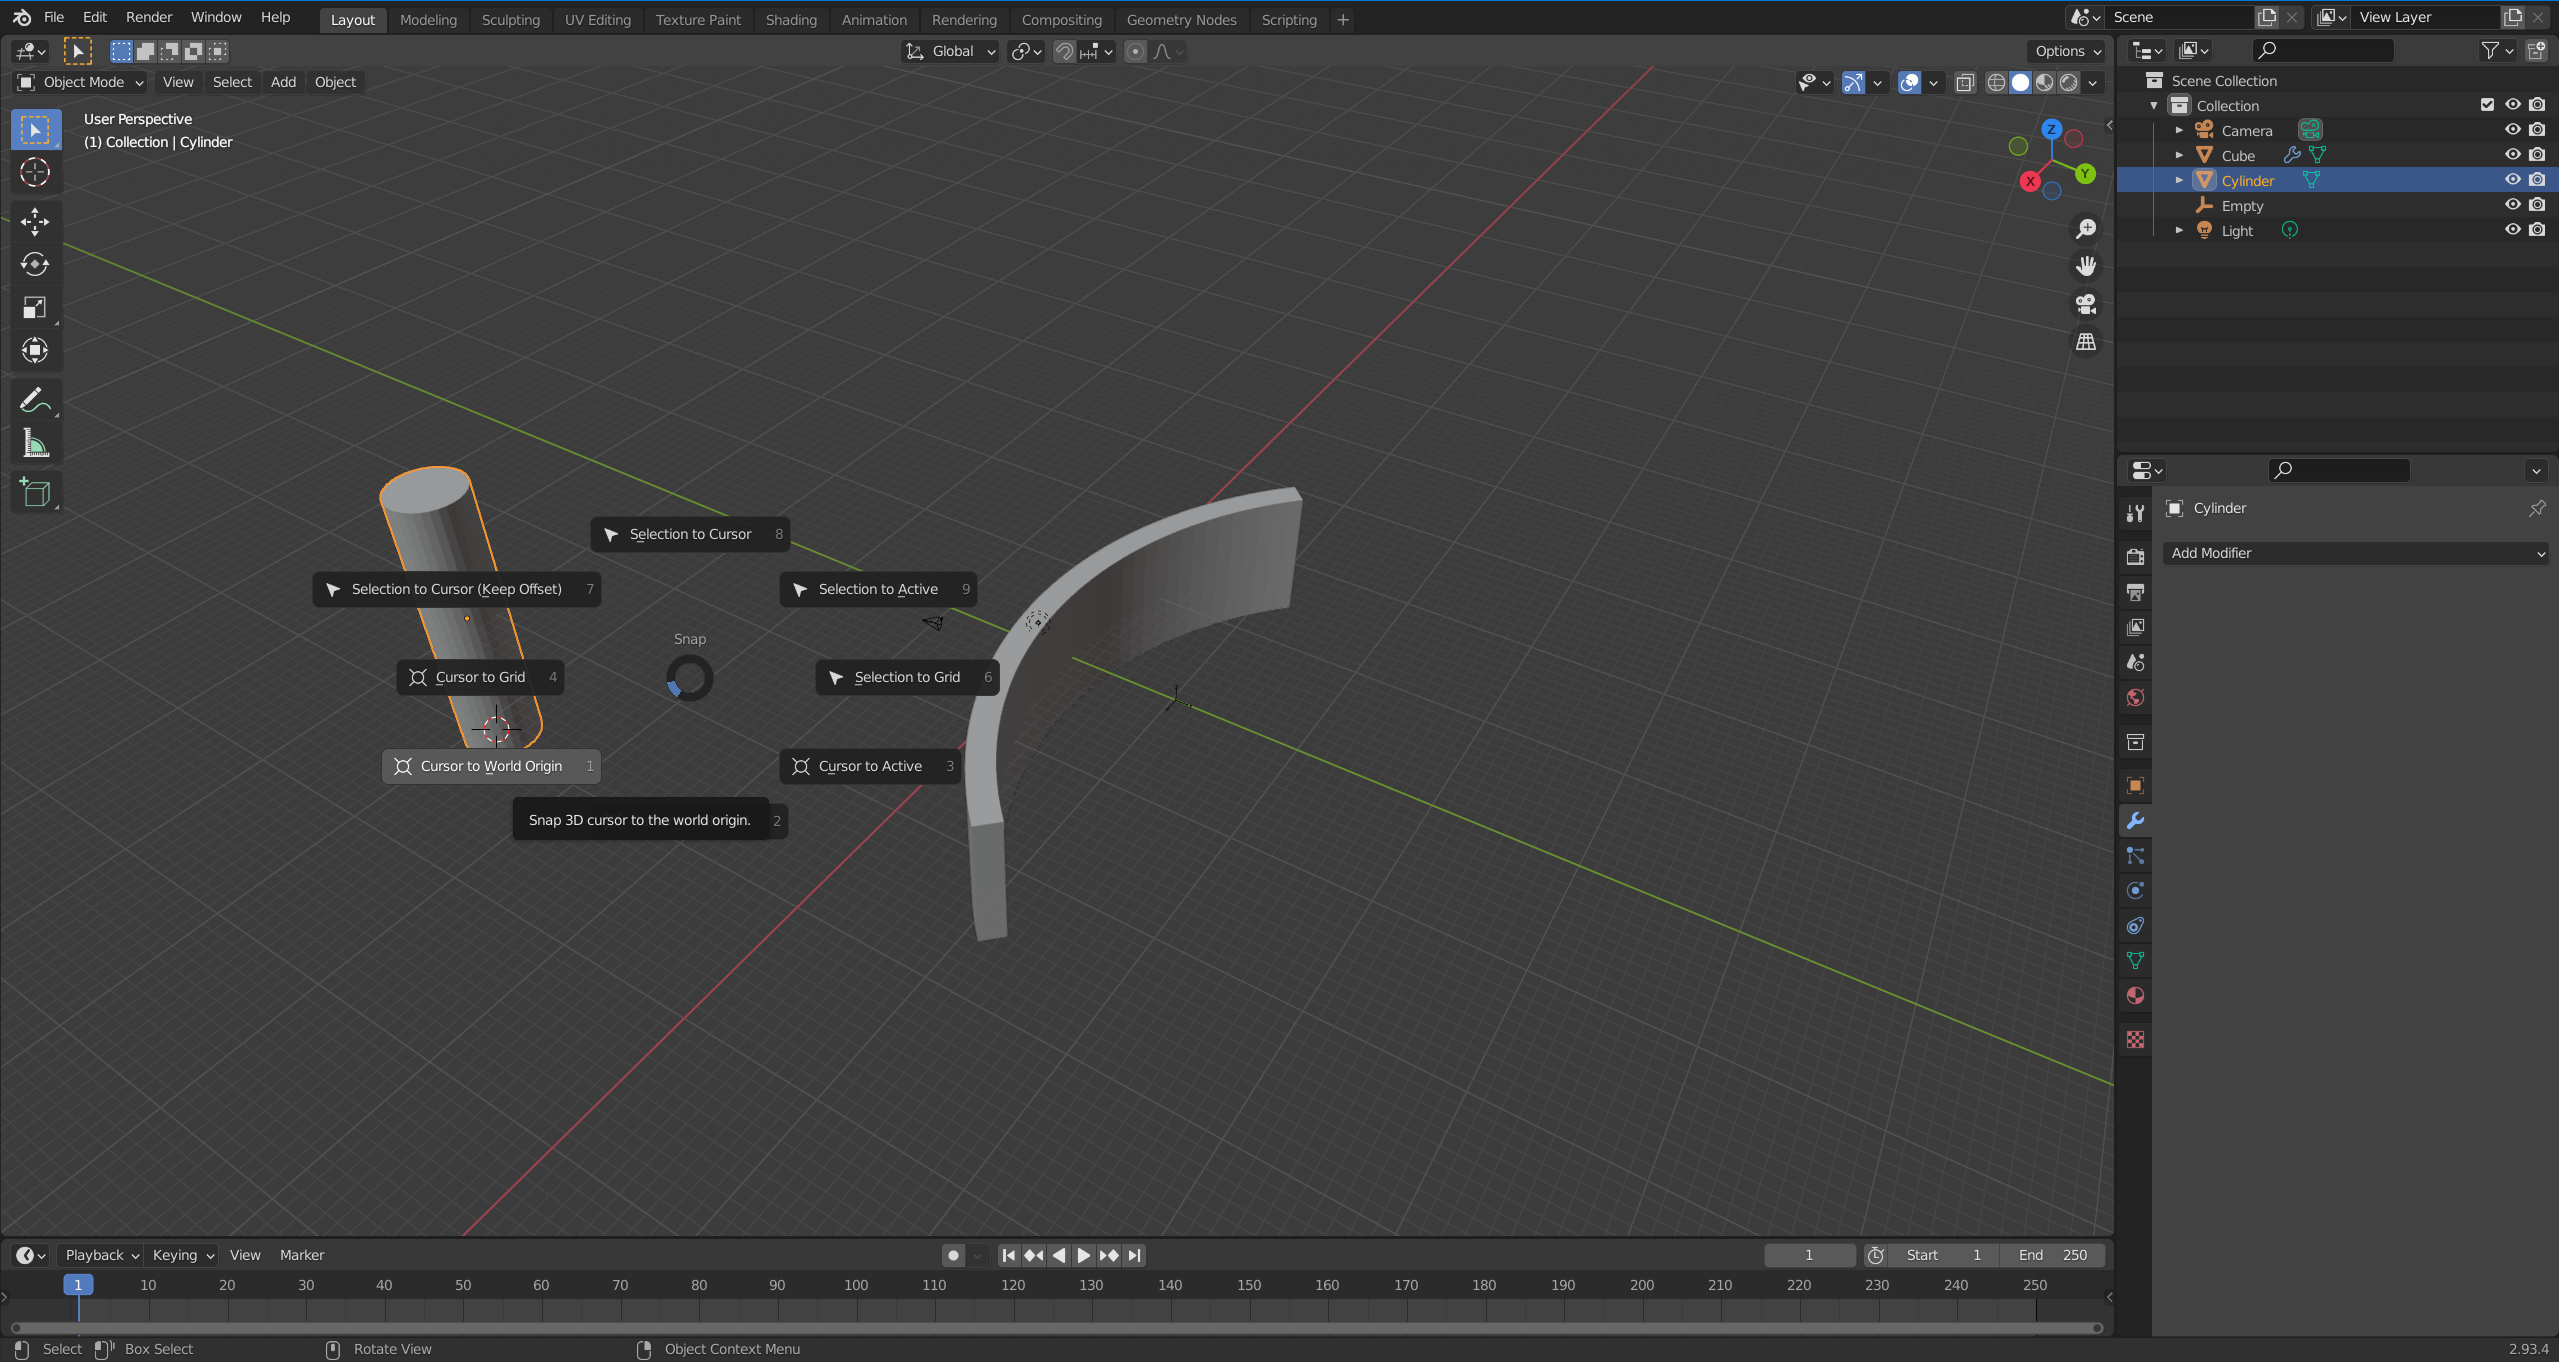 File Edit Render Window Help
Layout Modeling Sculpting UV Editing Texture Paint Shading Animation Rendering Compositing Geometry Nodes Scripting +
Scene View Layer
Global Options
Object Mode View Select Add Object
User Perspective
(1) Collection | Cylinder
Z
Y
X
Scene Collection
Collection
Camera
Cube
Cylinder
Empty
Light
Cylinder
Add Modifier
Selection to Cursor 8
Selection to Cursor (Keep Offset) 7
Selection to Active 9
Snap
Cursor to Grid 4
Selection to Grid 6
Cursor to World Origin 1
Cursor to Active 3
Snap 3D cursor to the world origin. 2
Playback Keying View Marker 1 Start 1 End 250
1 10 20 30 40 50 60 70 80 90 100 110 120 130 140 150 160 170 180 190 200 210 220 230 240 250
Select Box Select Rotate View Object Context Menu 2.93.4